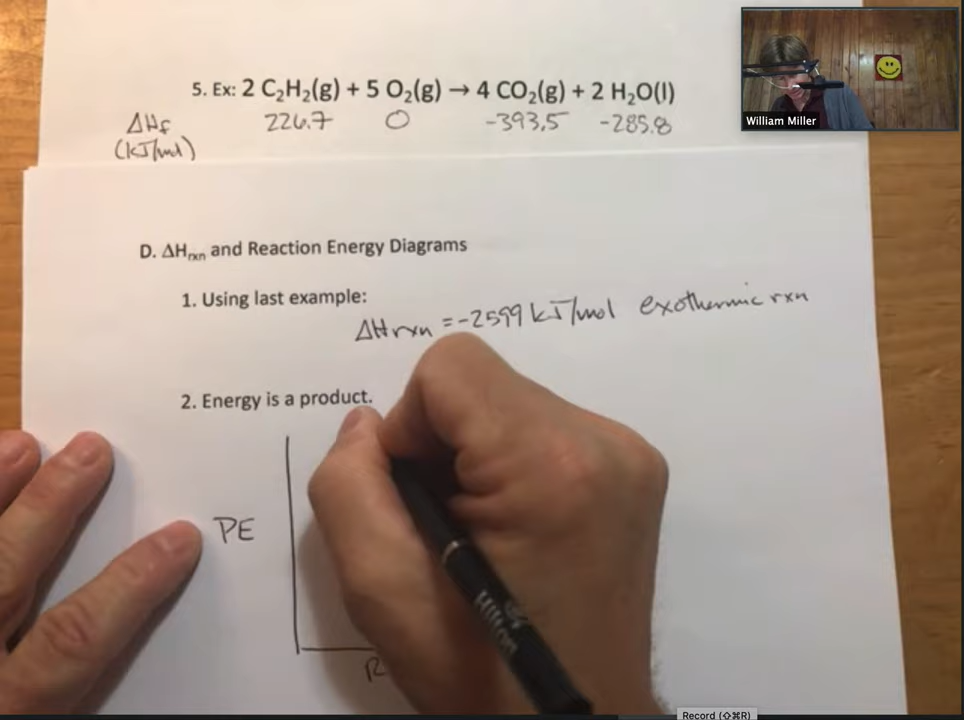 5. Ex: 2 C₂H₂(g) + 5 O₂(g) → 4 CO₂(g) + 2 H₂O(l)
ΔHf 226.7 0 -393.5 -285.8
(kJ/mol)
William Miller
D. ΔHrxn and Reaction Energy Diagrams
1. Using last example:
ΔHrxn = -2599 kJ/mol exothermic rxn
2. Energy is a product.
PE
R
Hilton
Record (⇧⌘R)